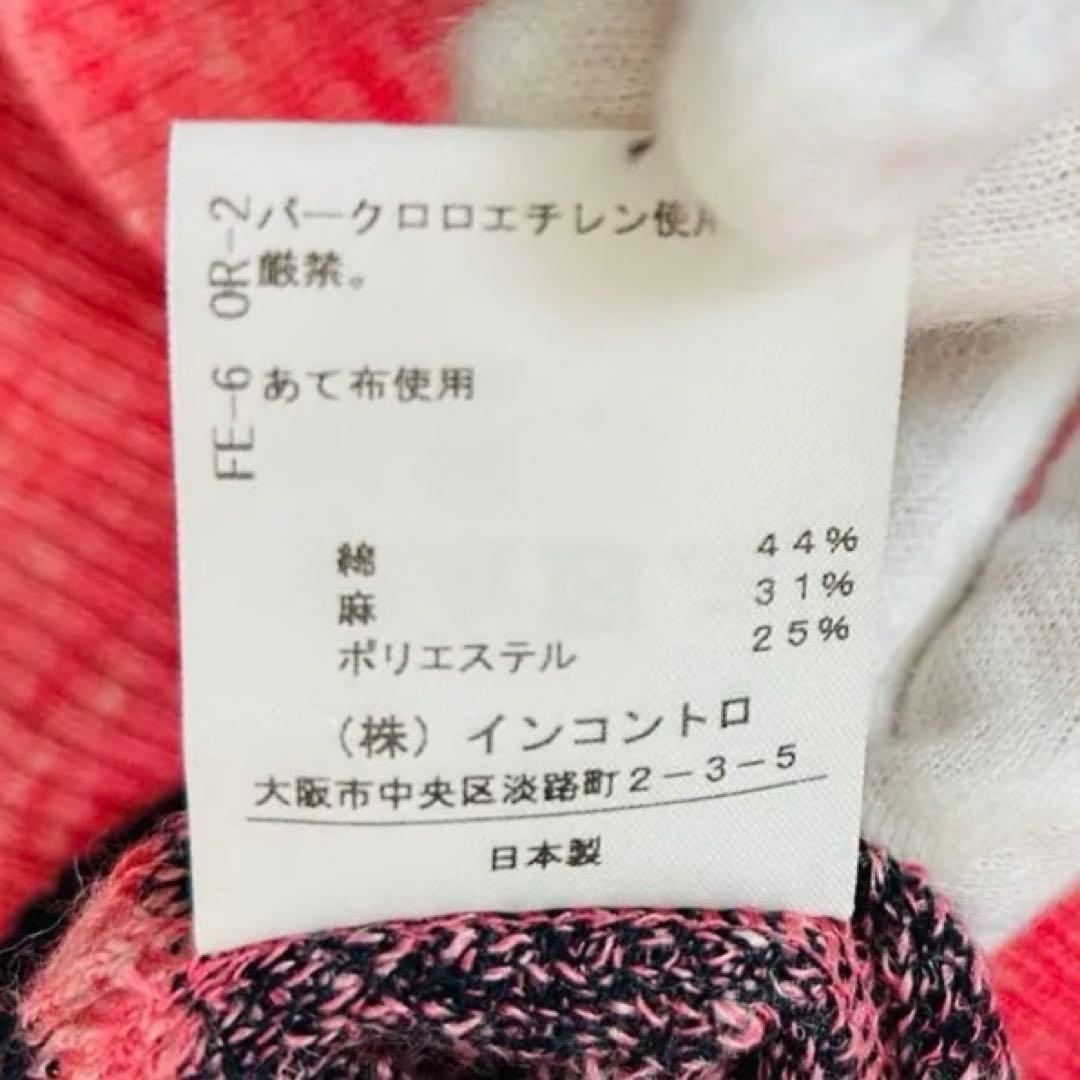 パークロロエチレン使用
厳禁。
あて布使用
FE-6 OR-2
綿 44%
麻 31%
ポリエステル 25%
(株)インコントロ
大阪市中央区淡路町2-3-5
日本製